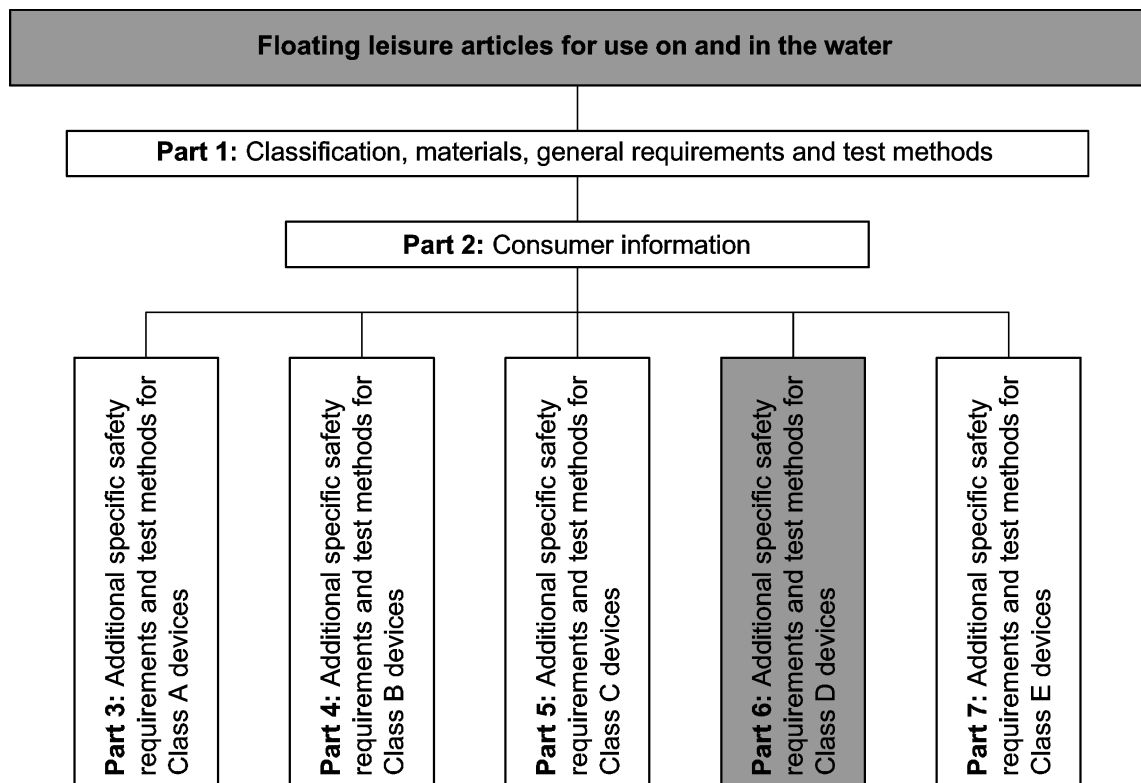 Floating leisure articles for use on and in the water
Part 1: Classification, materials, general requirements and test methods
Part 2: Consumer information
Part 3: Additional specific safety
requirements and test methods for
Class A devices
Part 4: Additional specific safety
requirements and test methods for
Class B devices
Part 5: Additional specific safety
requirements and test methods for
Class C devices
Part 6: Additional specific safety
requirements and test methods for
Class D devices
Part 7: Additional specific safety
requirements and test methods for
Class E devices